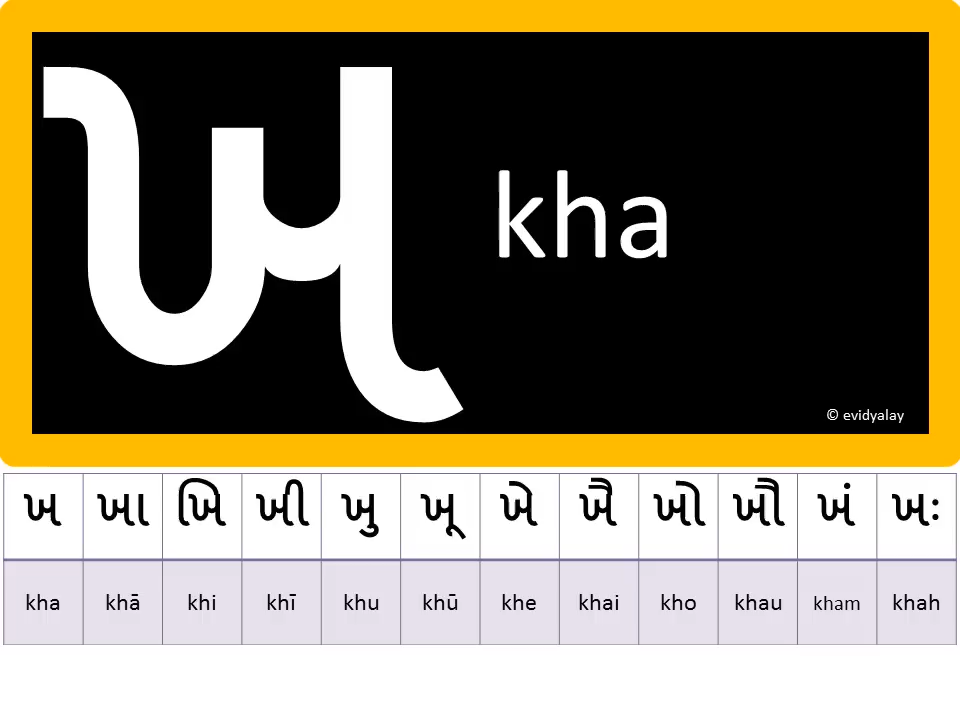 ખ kha
© evidyalay
ખ ખા ખિ ખી ખુ ખૂ ખે ખૈ ખો ખૌ ખં ખઃ
kha khā khi khī khu khū khe khai kho khau kham khah